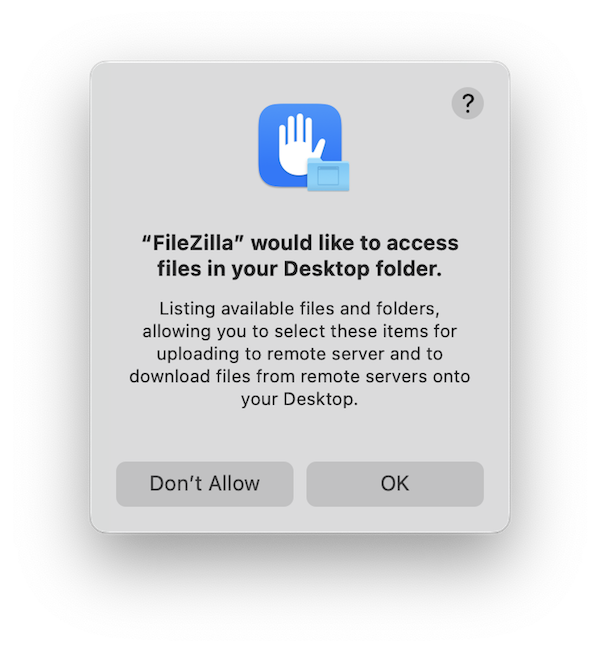 ?
“FileZilla” would like to access
files in your Desktop folder.
Listing available files and folders,
allowing you to select these items for
uploading to remote server and to
download files from remote servers onto
your Desktop.
Don’t Allow
OK